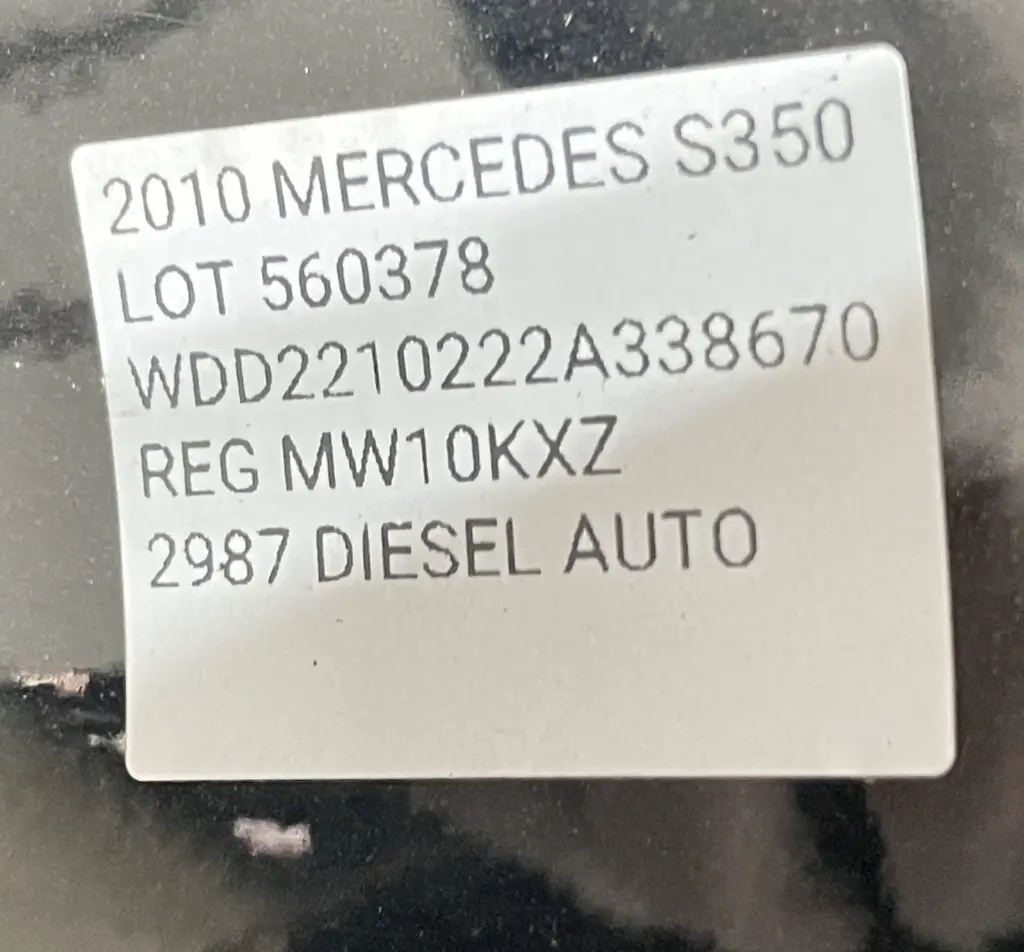 2010 MERCEDES S350
LOT 560378
WDD2210222A338670
REG MW10KXZ
2987 DIESEL AUTO